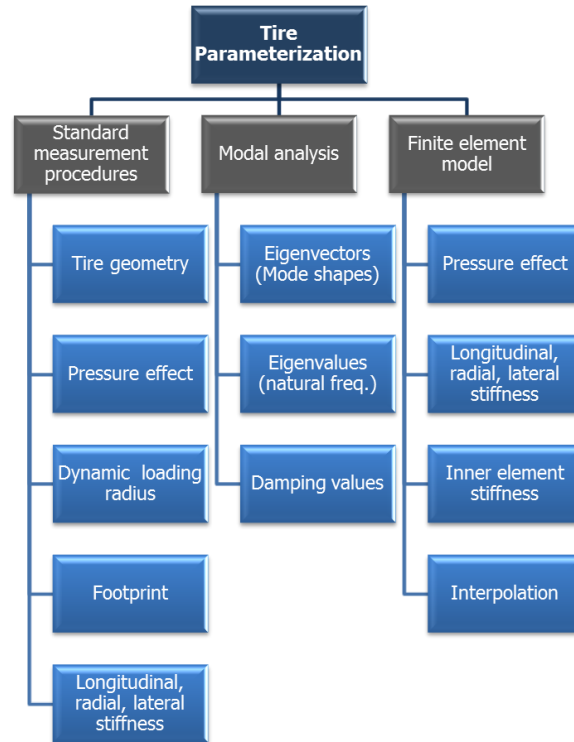 Tire
Parameterization
Standard
measurement
procedures
Tire geometry
Pressure effect
Dynamic loading
radius
Footprint
Longitudinal,
radial, lateral
stiffness
Modal analysis
Eigenvectors
(Mode shapes)
Eigenvalues
(natural freq.)
Damping values
Finite element
model
Pressure effect
Longitudinal,
radial, lateral
stiffness
Inner element
stiffness
Interpolation